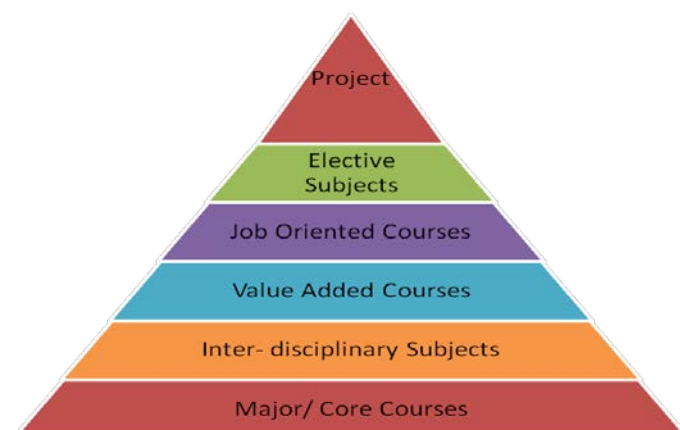 Project
Elective
Subjects
Job Oriented Courses
Value Added Courses
Inter- disciplinary Subjects
Major/ Core Courses